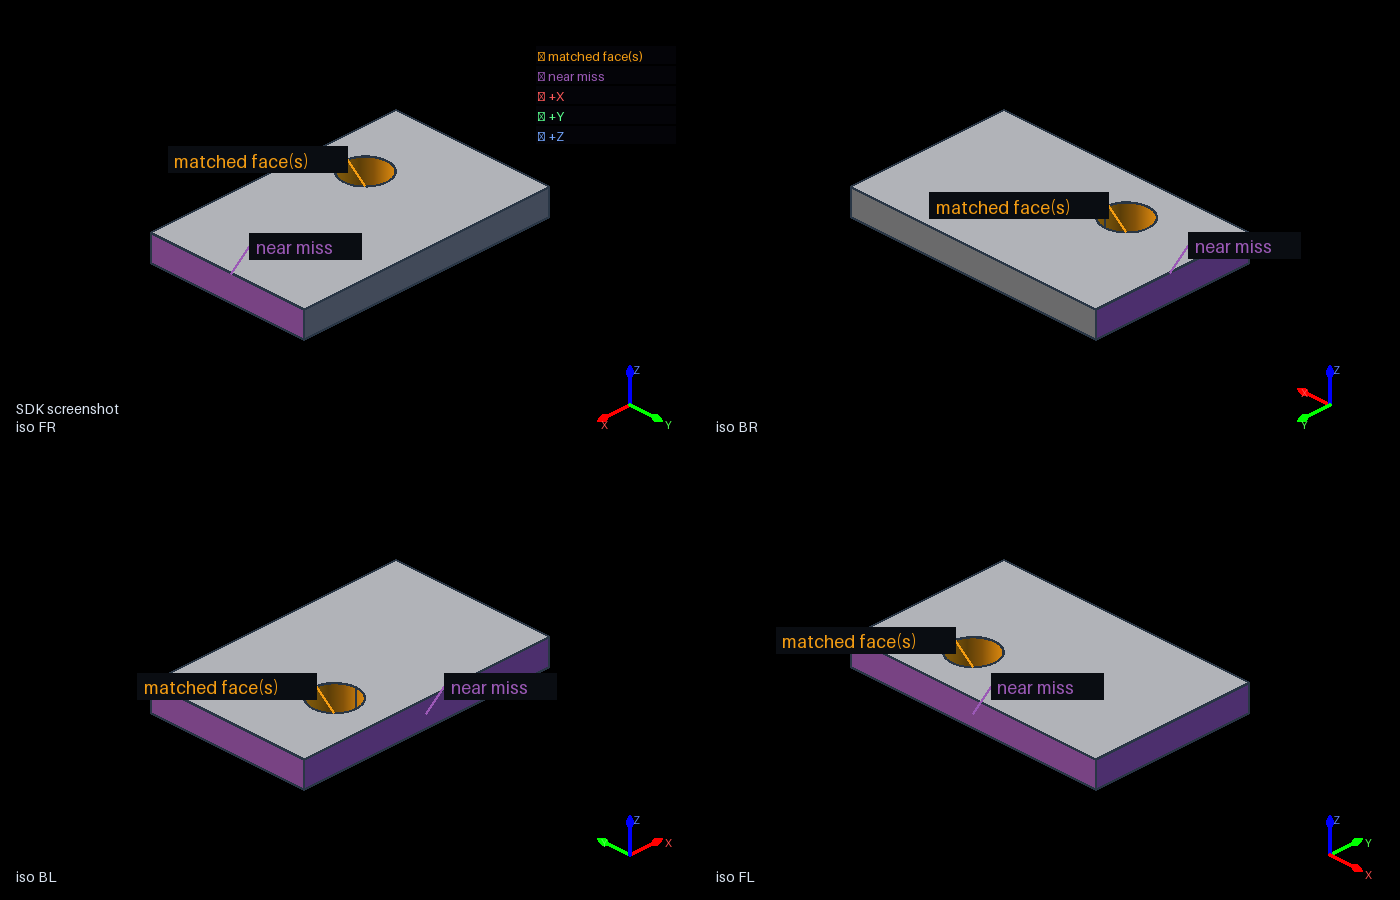 matched face(s)
near miss
+X
+Y
+Z
matched face(s)
near miss
SDK screenshot
iso FR
Z
X
Y
matched face(s)
near miss
iso BR
Z
X
Y
matched face(s)
near miss
iso BL
Z
X
matched face(s)
near miss
iso FL
Z
Y
X